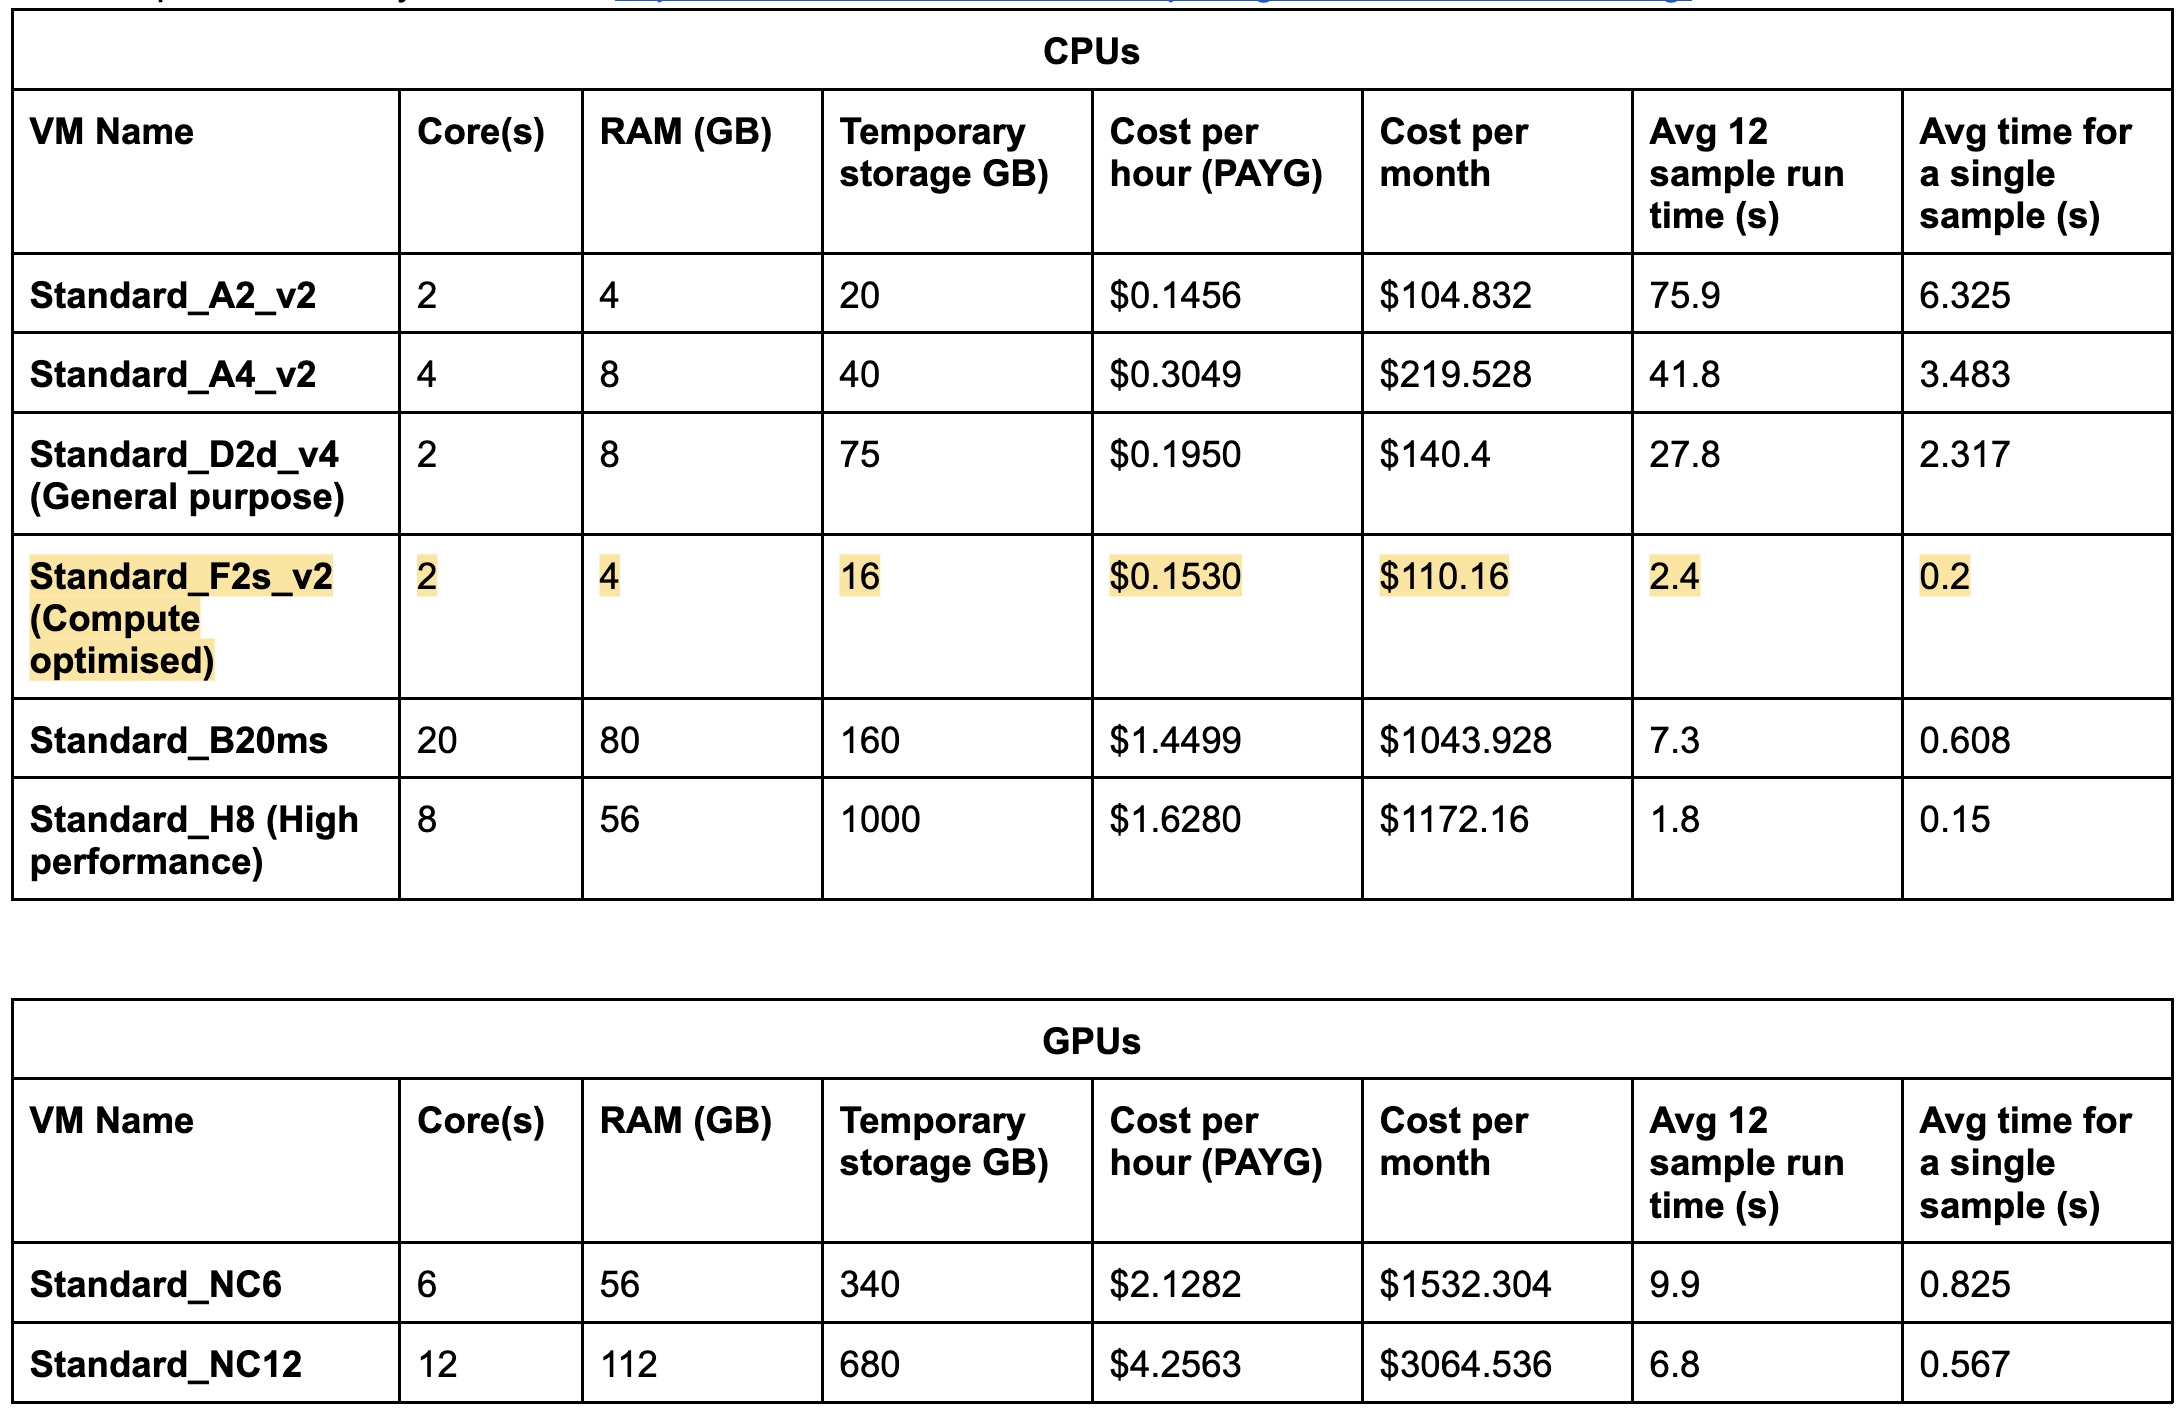 CPUs
VM Name Core(s) RAM (GB) Temporary storage GB) Cost per hour (PAYG) Cost per month Avg 12 sample run time (s) Avg time for a single sample (s)
Standard_A2_v2 2 4 20 $0.1456 $104.832 75.9 6.325
Standard_A4_v2 4 8 40 $0.3049 $219.528 41.8 3.483
Standard_D2d_v4 (General purpose) 2 8 75 $0.1950 $140.4 27.8 2.317
Standard_F2s_v2 (Compute optimised) 2 4 16 $0.1530 $110.16 2.4 0.2
Standard_B20ms 20 80 160 $1.4499 $1043.928 7.3 0.608
Standard_H8 (High performance) 8 56 1000 $1.6280 $1172.16 1.8 0.15
GPUs
VM Name Core(s) RAM (GB) Temporary storage GB) Cost per hour (PAYG) Cost per month Avg 12 sample run time (s) Avg time for a single sample (s)
Standard_NC6 6 56 340 $2.1282 $1532.304 9.9 0.825
Standard_NC12 12 112 680 $4.2563 $3064.536 6.8 0.567